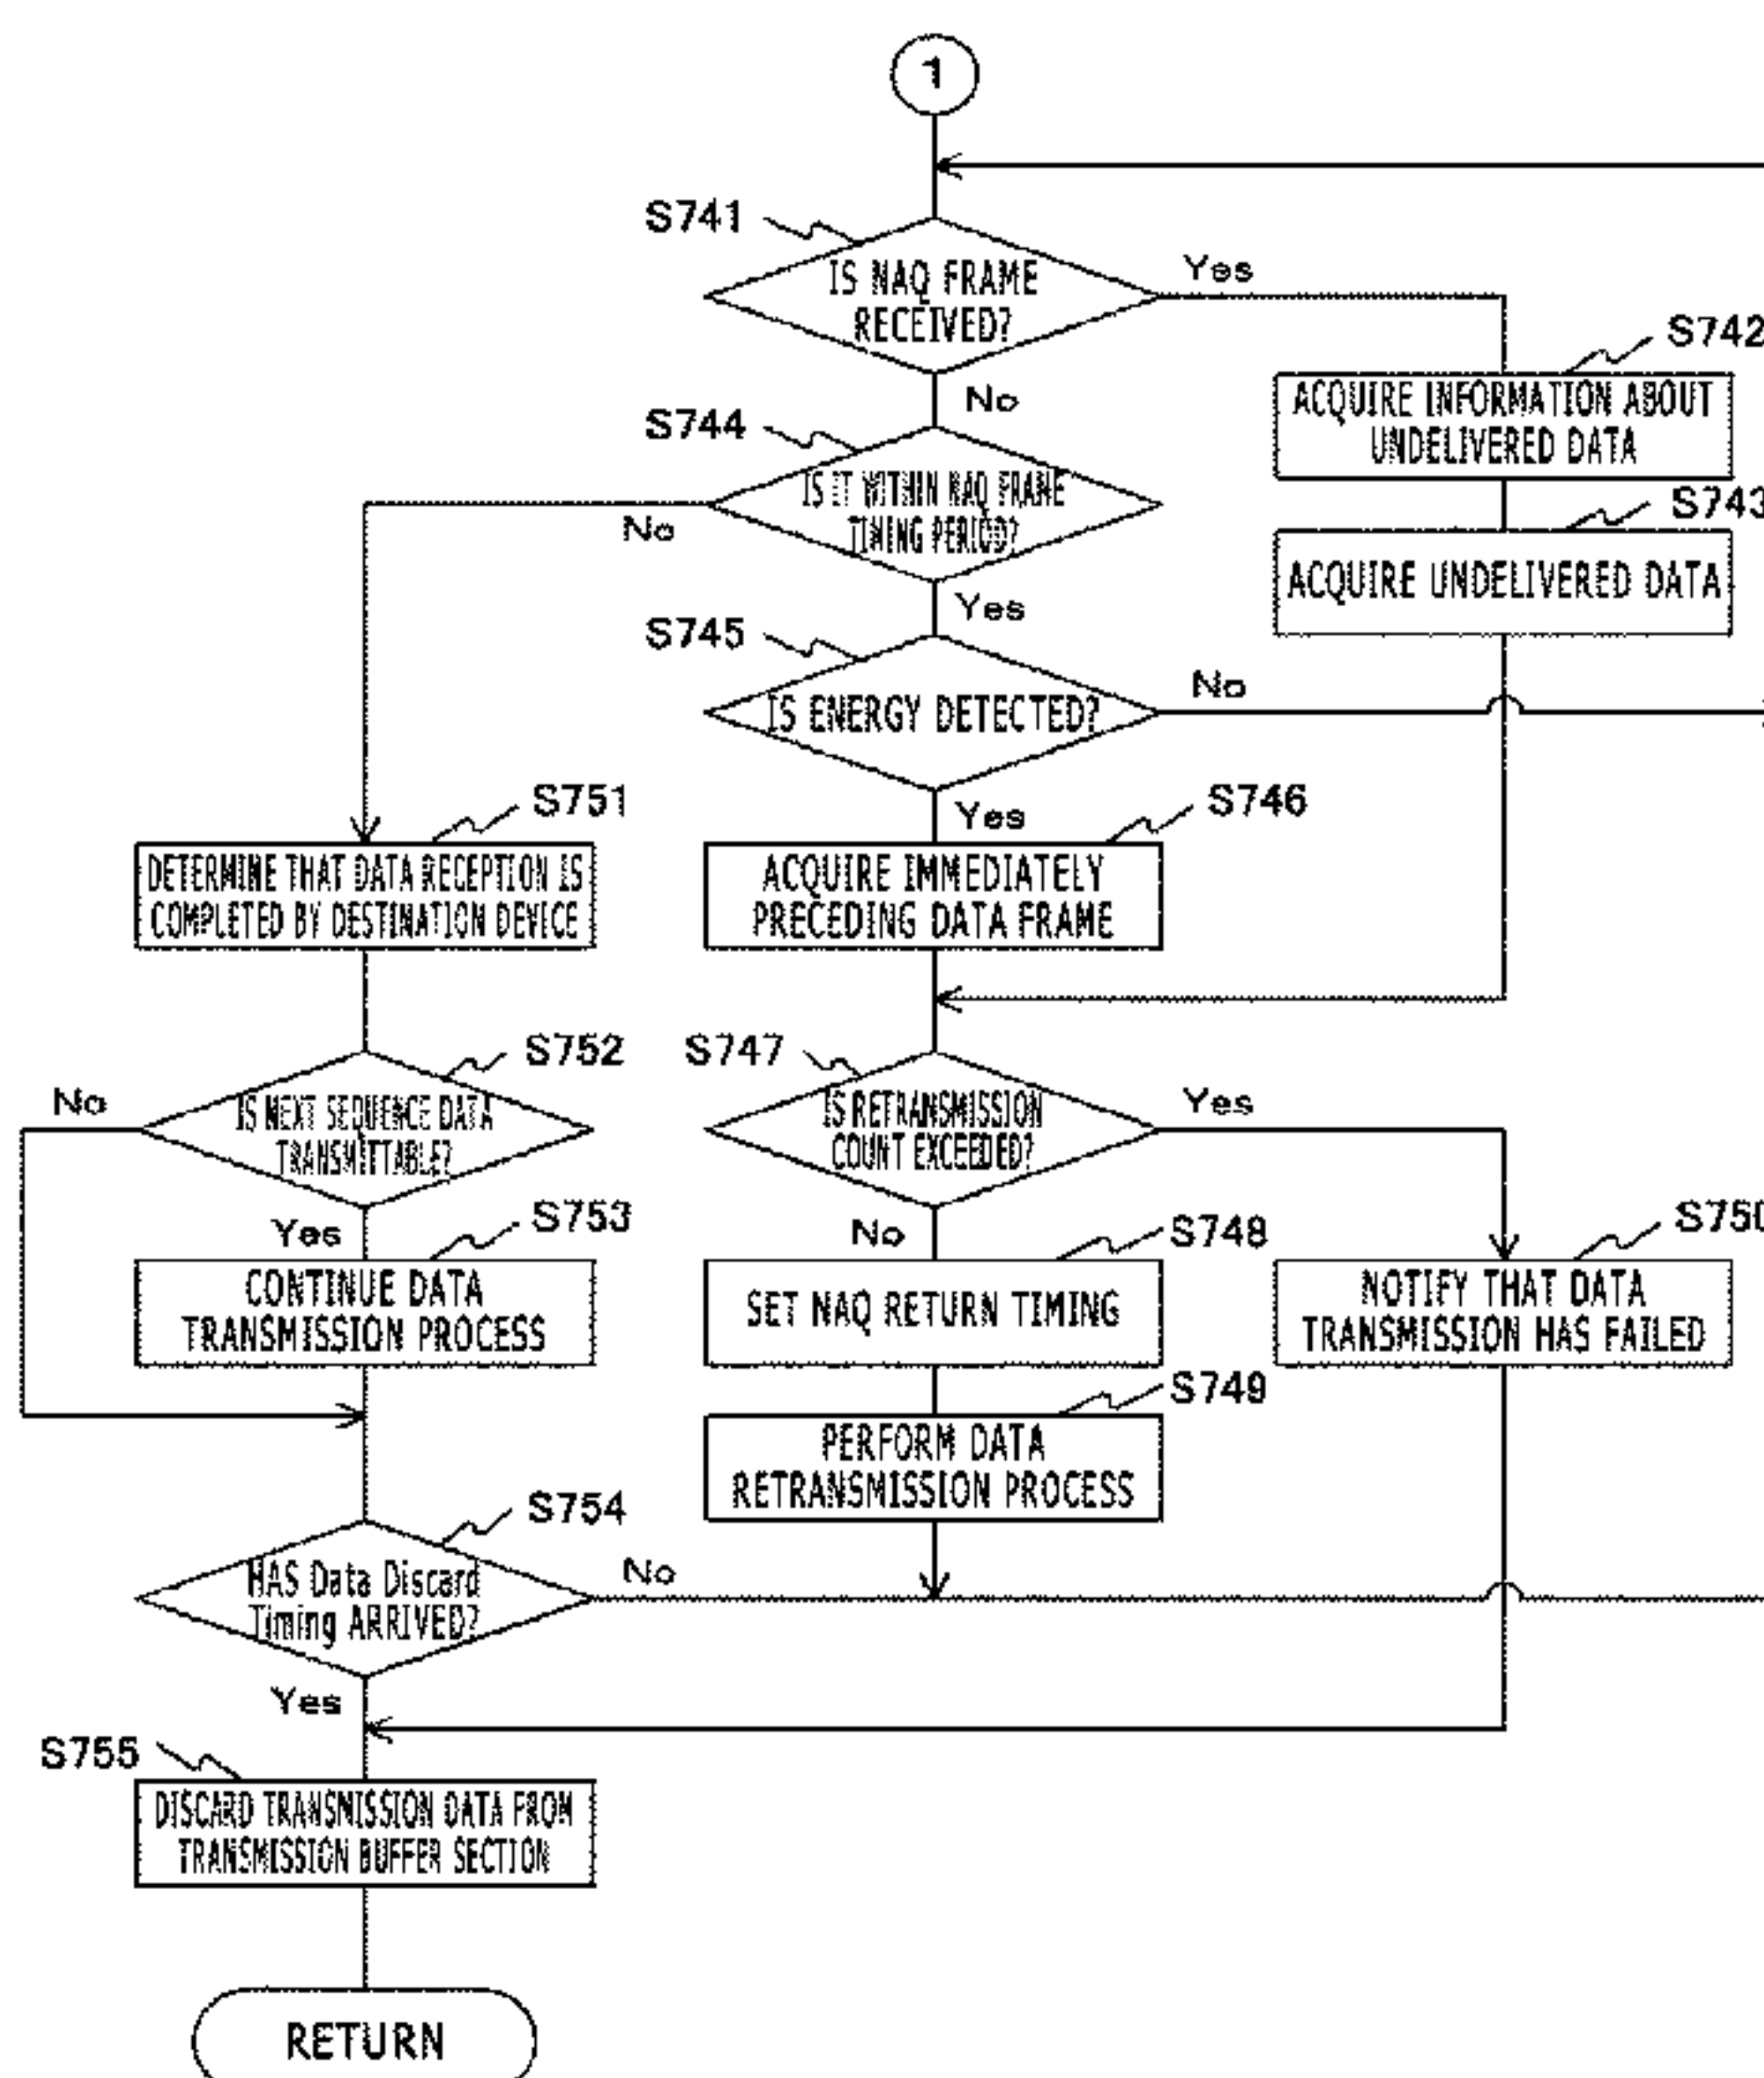 1
S741
IS NAQ FRAME
RECEIVED?
Yes
No
S742
ACQUIRE INFORMATION ABOUT
UNDELIVERED DATA
S743
ACQUIRE UNDELIVERED DATA
S744
IS IT WITHIN NAQ FRAME
TIMING PERIOD?
No
Yes
S745
IS ENERGY DETECTED?
No
Yes
S746
ACQUIRE IMMEDIATELY
PRECEDING DATA FRAME
S751
DETERMINE THAT DATA RECEPTION IS
COMPLETED BY DESTINATION DEVICE
S752
IS NEXT SEQUENCE DATA
TRANSMITTABLE?
No
Yes
S747
IS RETRANSMISSION
COUNT EXCEEDED?
Yes
No
S753
CONTINUE DATA
TRANSMISSION PROCESS
S748
SET NAQ RETURN TIMING
S750
NOTIFY THAT DATA
TRANSMISSION HAS FAILED
S749
PERFORM DATA
RETRANSMISSION PROCESS
S754
HAS Data Discard
Timing ARRIVED?
No
Yes
S755
DISCARD TRANSMISSION DATA FROM
TRANSMISSION BUFFER SECTION
RETURN